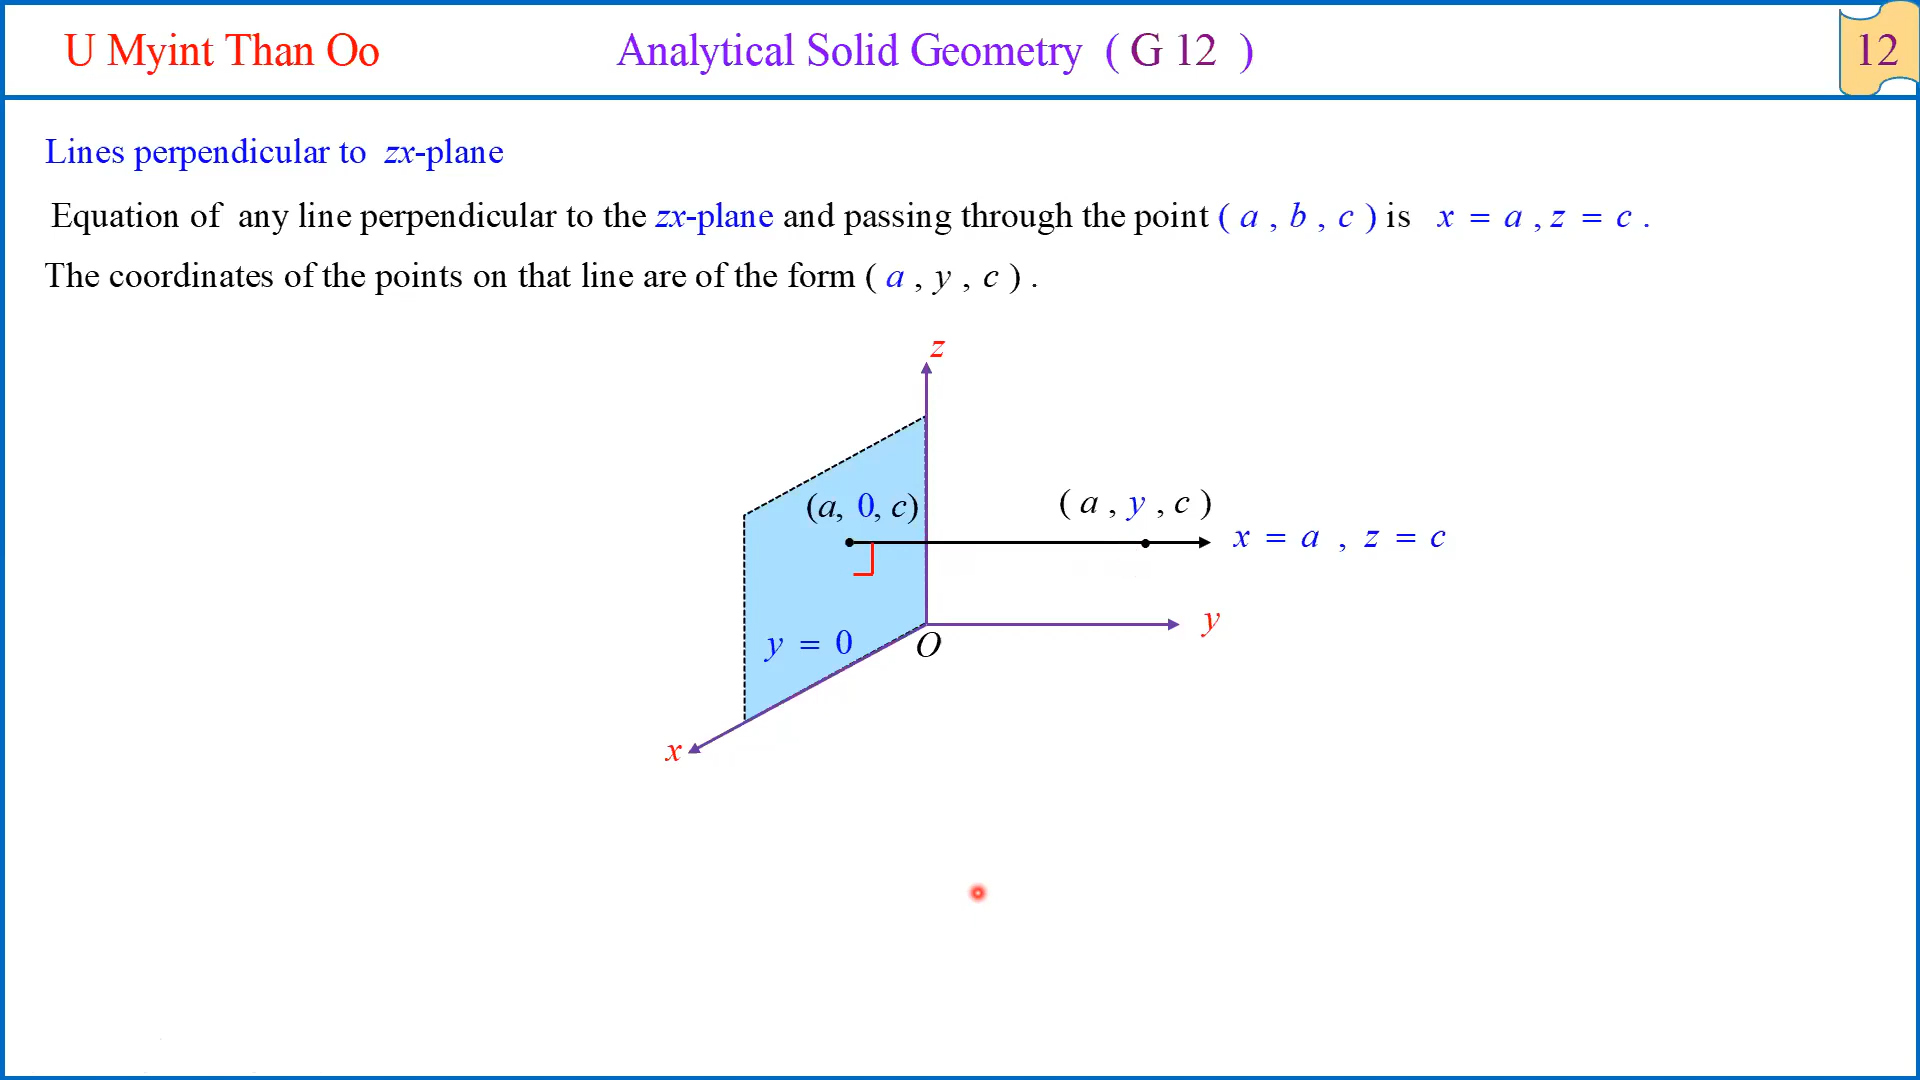 U Myint Than Oo
Analytical Solid Geometry ( G 12 )
12
Lines perpendicular to zx-plane
Equation of any line perpendicular to the zx-plane and passing through the point ( a , b , c ) is x = a , z = c .
The coordinates of the points on that line are of the form ( a , y , c ) .
z
(a, 0, c)
( a , y , c )
x = a , z = c
y
y = 0
O
x